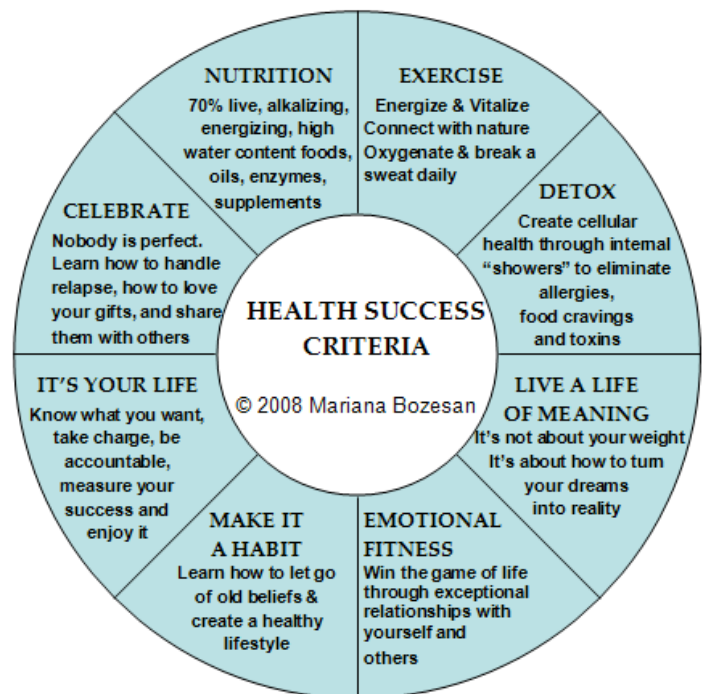 NUTRITION
70% live, alkalizing,
energizing, high
water content foods,
oils, enzymes,
supplements
EXERCISE
Energize & Vitalize
Connect with nature
Oxygenate & break a
sweat daily
DETOX
Create cellular
health through internal
“showers” to eliminate
allergies,
food cravings
and toxins
LIVE A LIFE
OF MEANING
It’s not about your weight
It’s about how to turn
your dreams
into reality
EMOTIONAL
FITNESS
Win the game of life
through exceptional
relationships with
yourself and
others
MAKE IT
A HABIT
Learn how to let go
of old beliefs &
create a healthy
lifestyle
IT’S YOUR LIFE
Know what you want,
take charge, be
accountable,
measure your
success and
enjoy it
CELEBRATE
Nobody is perfect.
Learn how to handle
relapse, how to love
your gifts, and share
them with others
HEALTH SUCCESS
CRITERIA
© 2008 Mariana Bozesan